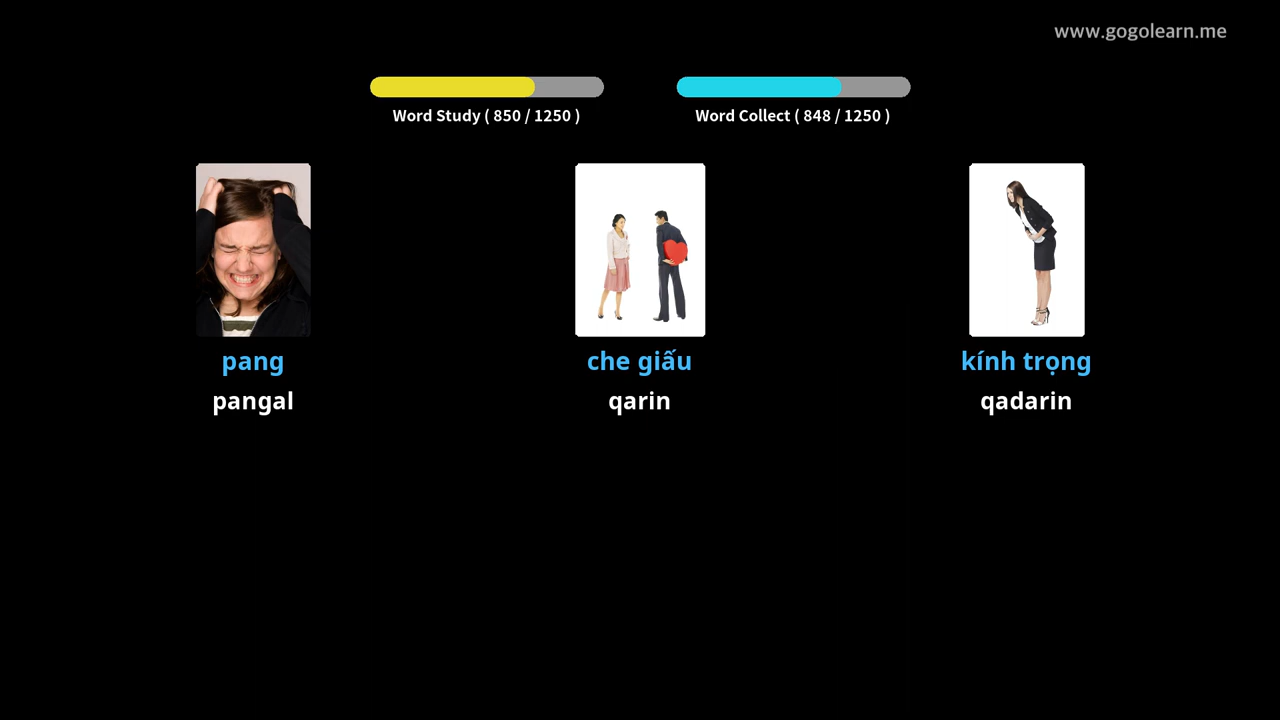 www.gogolearn.me
Word Study ( 850 / 1250 )
Word Collect ( 848 / 1250 )
pang
pangal
che giấu
qarin
kính trọng
qadarin